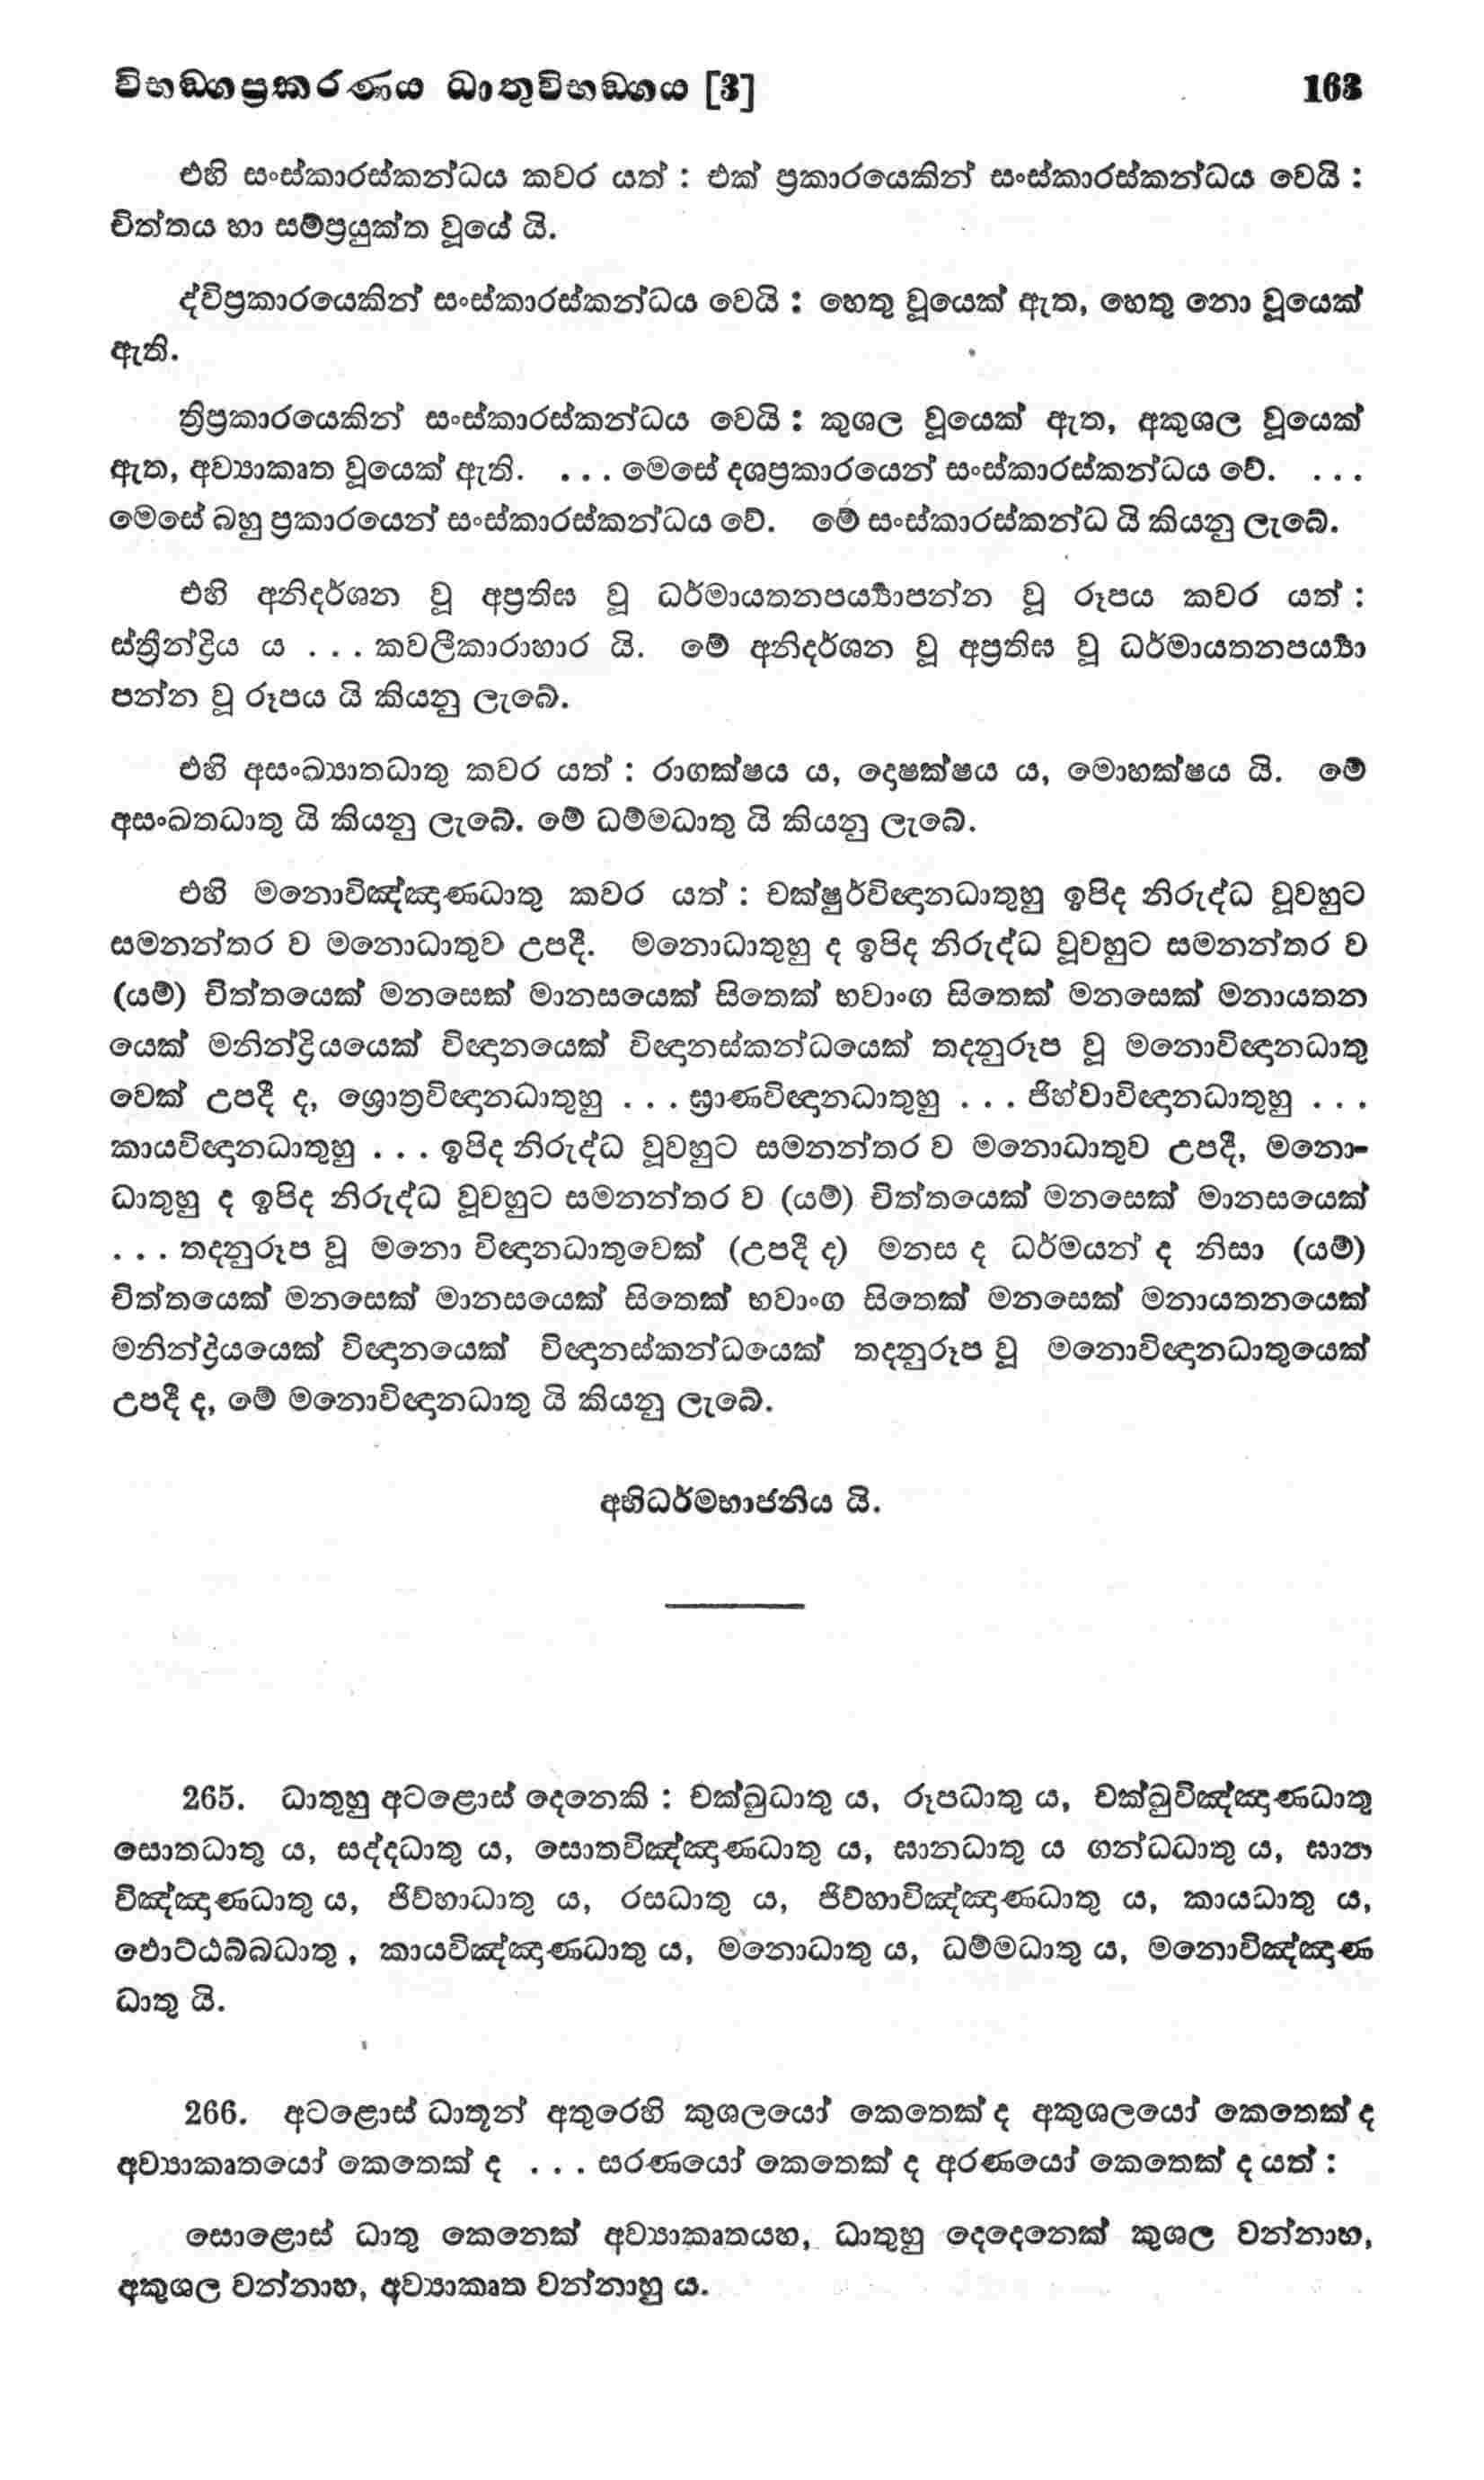 විභඞ්ගප්‍රකරණය ධාතුවිභඞ්ගය [3] 163
එහි සංස්කාරස්කන්ධය කවර යත් : එක් ප්‍රකාරයෙකින් සංස්කාරස්කන්ධය වෙයි :
චිත්තය හා සම්ප්‍රයුක්ත වූයේ යි.
ද්විප්‍රකාරයෙකින් සංස්කාරස්කන්ධය වෙයි : හෙතු වූයෙක් ඇත, හෙතු නො වූයෙක්
ඇති.
ත්‍රිප්‍රකාරයෙකින් සංස්කාරස්කන්ධය වෙයි : කුශල වූයෙක් ඇත, අකුශල වූයෙක්
ඇත, අව්‍යාකෘත වූයෙක් ඇති. . . . මෙසේ දශප්‍රකාරයෙන් සංස්කාරස්කන්ධය වේ. . . .
මෙසේ බහු ප්‍රකාරයෙන් සංස්කාරස්කන්ධය වේ. මේ සංස්කාරස්කන්ධ යි කියනු ලැබේ.
එහි අනිදර්ශන වූ අප්‍රතිඝ වූ ධර්මායතනපර්‍ය්‍යාපන්න වූ රූපය කවර යත් :
ස්ත්‍රීන්ද්‍රිය ය . . . කවලීකාරාහාර යි. මේ අනිදර්ශන වූ අප්‍රතිඝ වූ ධර්මායතනපර්‍ය්‍යා
පන්න වූ රූපය යි කියනු ලැබේ.
එහි අසංඛ්‍යාතධාතු කවර යත් : රාගක්ෂය ය, ද්‍වෙෂක්ෂය ය, මොහක්ෂය යි. මේ
අසංඛතධාතු යි කියනු ලැබේ. මේ ධම්මධාතු යි කියනු ලැබේ.
එහි මනොවිඤ්ඤාණධාතු කවර යත් : චක්ෂුර්විඥානධාතුහු ඉපිද නිරුද්ධ වූවහුට
සමනන්තර ව මනොධාතුව උපදී. මනොධාතුහු ද ඉපිද නිරුද්ධ වූවහුට සමනන්තර ව
(යම්) චිත්තයෙක් මනසෙක් මානසයෙක් සිතෙක් භවාංග සිතෙක් මනසෙක් මනායතන
යෙක් මනින්ද්‍රියයෙක් විඥානයෙක් විඥානස්කන්ධයෙක් තදනුරූප වූ මනොවිඥානධාතු
වෙක් උපදී ද, ශ්‍රොත්‍රවිඥානධාතුහු . . . ඝ්‍රාණවිඥානධාතුහු . . . ජිහ්වාවිඥානධාතුහු . . .
කායවිඥානධාතුහු . . . ඉපිද නිරුද්ධ වූවහුට සමනන්තර ව මනොධාතුව උපදී, මනො-
ධාතුහු ද ඉපිද නිරුද්ධ වූවහුට සමනන්තර ව (යම්) චිත්තයෙක් මනසෙක් මානසයෙක්
. . . තදනුරූප වූ මනො විඥානධාතුවෙක් (උපදී ද) මනස ද ධර්මයන් ද නිසා (යම්)
චිත්තයෙක් මනසෙක් මානසයෙක් සිතෙක් භවාංග සිතෙක් මනසෙක් මනායතනයෙක්
මනින්ද්‍රියයෙක් විඥානයෙක් විඥානස්කන්ධයෙක් තදනුරූප වූ මනොවිඥානධාතුයෙක්
උපදී ද, මේ මනොවිඥානධාතු යි කියනු ලැබේ.
අභිධර්මභාජනිය යි.
265. ධාතුහු අටළොස් දෙනෙකි : චක්ඛුධාතු ය, රූපධාතු ය, චක්ඛුවිඤ්ඤාණධාතු
සොතධාතු ය, සද්දධාතු ය, සොතවිඤ්ඤාණධාතු ය, ඝානධාතු ය ගන්ධධාතු ය, ඝාන
විඤ්ඤාණධාතු ය, ජිව්හාධාතු ය, රසධාතු ය, ජිව්හාවිඤ්ඤාණධාතු ය, කායධාතු ය,
ඵොට්ඨබ්බධාතු , කායවිඤ්ඤාණධාතු ය, මනොධාතු ය, ධම්මධාතු ය, මනොවිඤ්ඤාණ
ධාතු යි.
266. අටළොස් ධාතූන් අතුරෙහි කුශලයෝ කෙතෙක් ද අකුශලයෝ කෙතෙක් ද
අව්‍යාකෘතයෝ කෙතෙක් ද . . . සරණයෝ කෙතෙක් ද අරණයෝ කෙතෙක් ද යත් :
සොළොස් ධාතු කෙනෙක් අව්‍යාකෘතයහ, ධාතුහු දෙදෙනෙක් කුශල වන්නාහ,
අකුශල වන්නාහ, අව්‍යාකෘත වන්නාහු ය.